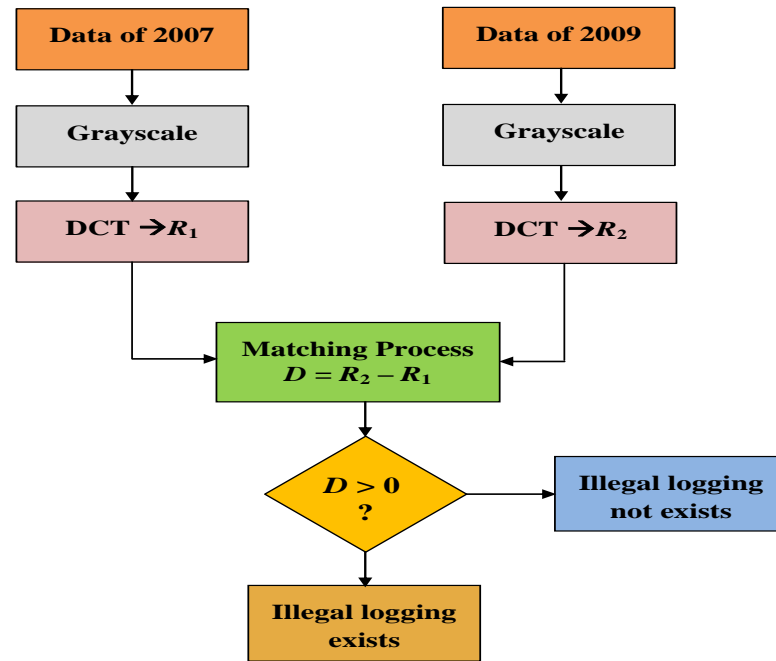 Data of 2007
Data of 2009
Grayscale
Grayscale
DCT →R₁
DCT →R₂
Matching Process
D = R₂ − R₁
D > 0
?
Illegal logging
not exists
Illegal logging
exists